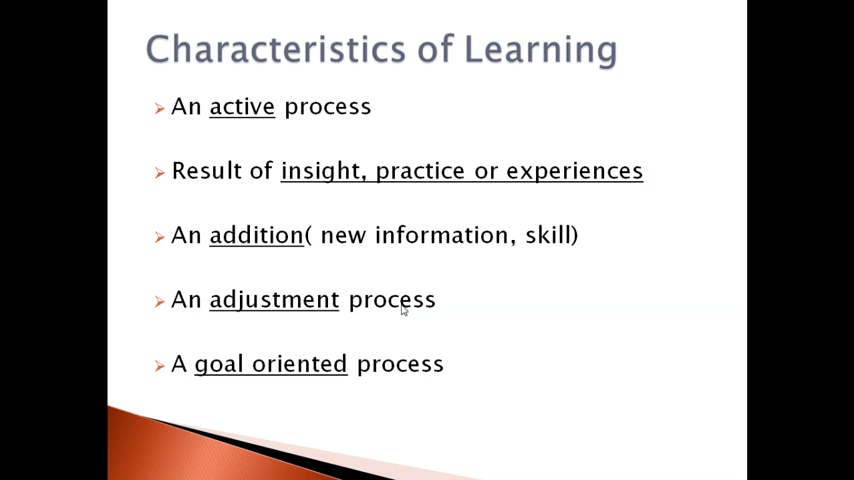 Characteristics of Learning
An active process
Result of insight, practice or experiences
An addition( new information, skill)
An adjustment process
A goal oriented process